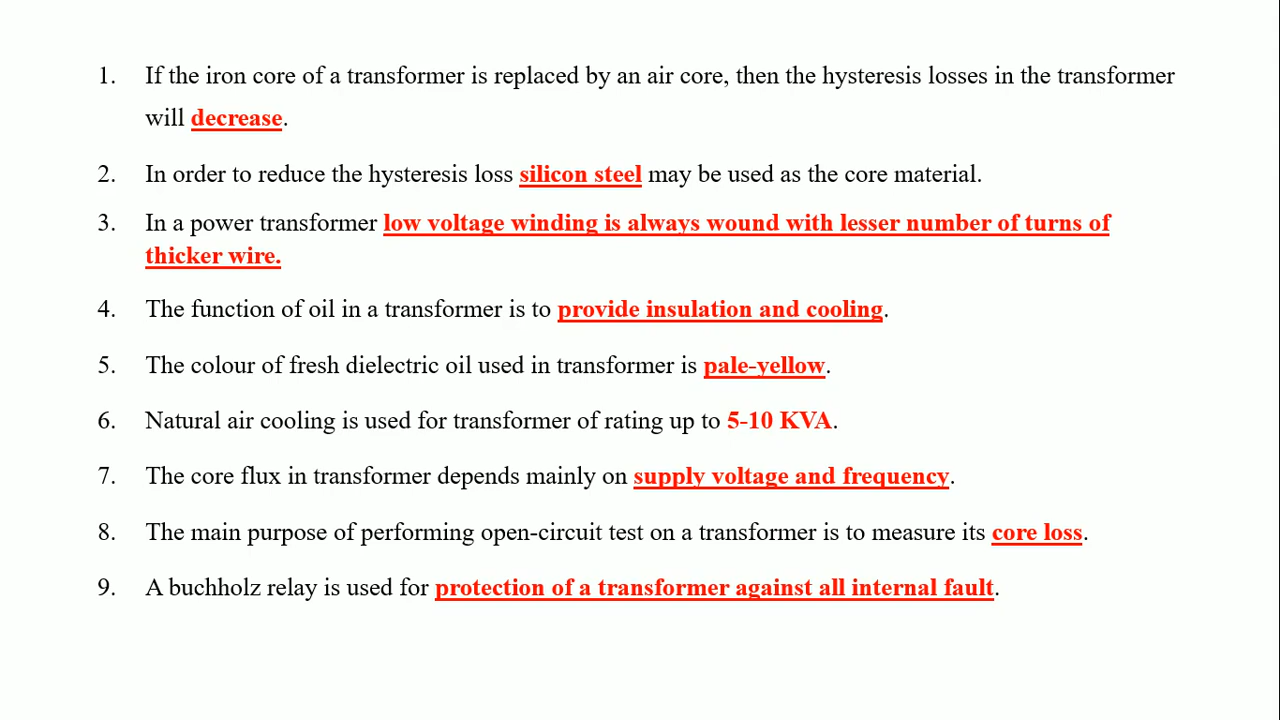 1. If the iron core of a transformer is replaced by an air core, then the hysteresis losses in the transformer
will decrease.
2. In order to reduce the hysteresis loss silicon steel may be used as the core material.
3. In a power transformer low voltage winding is always wound with lesser number of turns of
thicker wire.
4. The function of oil in a transformer is to provide insulation and cooling.
5. The colour of fresh dielectric oil used in transformer is pale-yellow.
6. Natural air cooling is used for transformer of rating up to 5-10 KVA.
7. The core flux in transformer depends mainly on supply voltage and frequency.
8. The main purpose of performing open-circuit test on a transformer is to measure its core loss.
9. A buchholz relay is used for protection of a transformer against all internal fault.